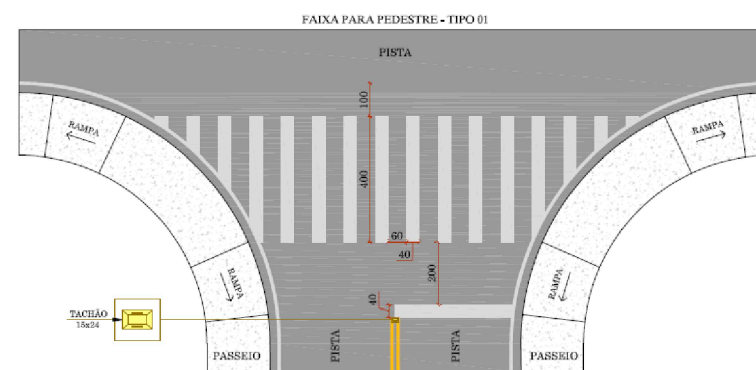 FAIXA PARA PEDESTRE - TIPO 01
PISTA
100
RAMPA
RAMPA
400
60
40
200
RAMPA
RAMPA
40
TACHÃO
15x24
PISTA
PISTA
PASSEIO
PASSEIO